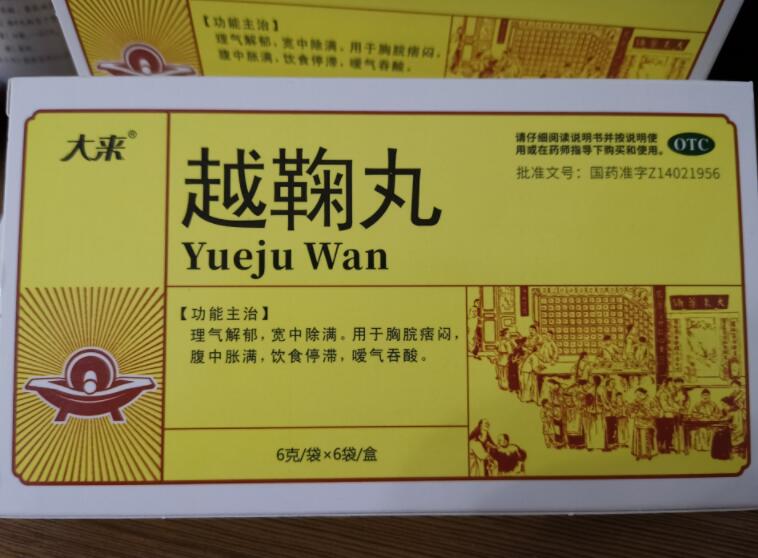 【功能主治】
理气解郁，宽中除满。用于胸脘痞闷，
腹中胀满，饮食停滞，嗳气吞酸。
大来®
越鞠丸
Yueju Wan
请仔细阅读说明书并按说明使
用或在药师指导下购买和使用。
OTC
批准文号：国药准字Z14021956
【功能主治】
理气解郁，宽中除满。用于胸脘痞闷，
腹中胀满，饮食停滞，嗳气吞酸。
6克/袋×6袋/盒